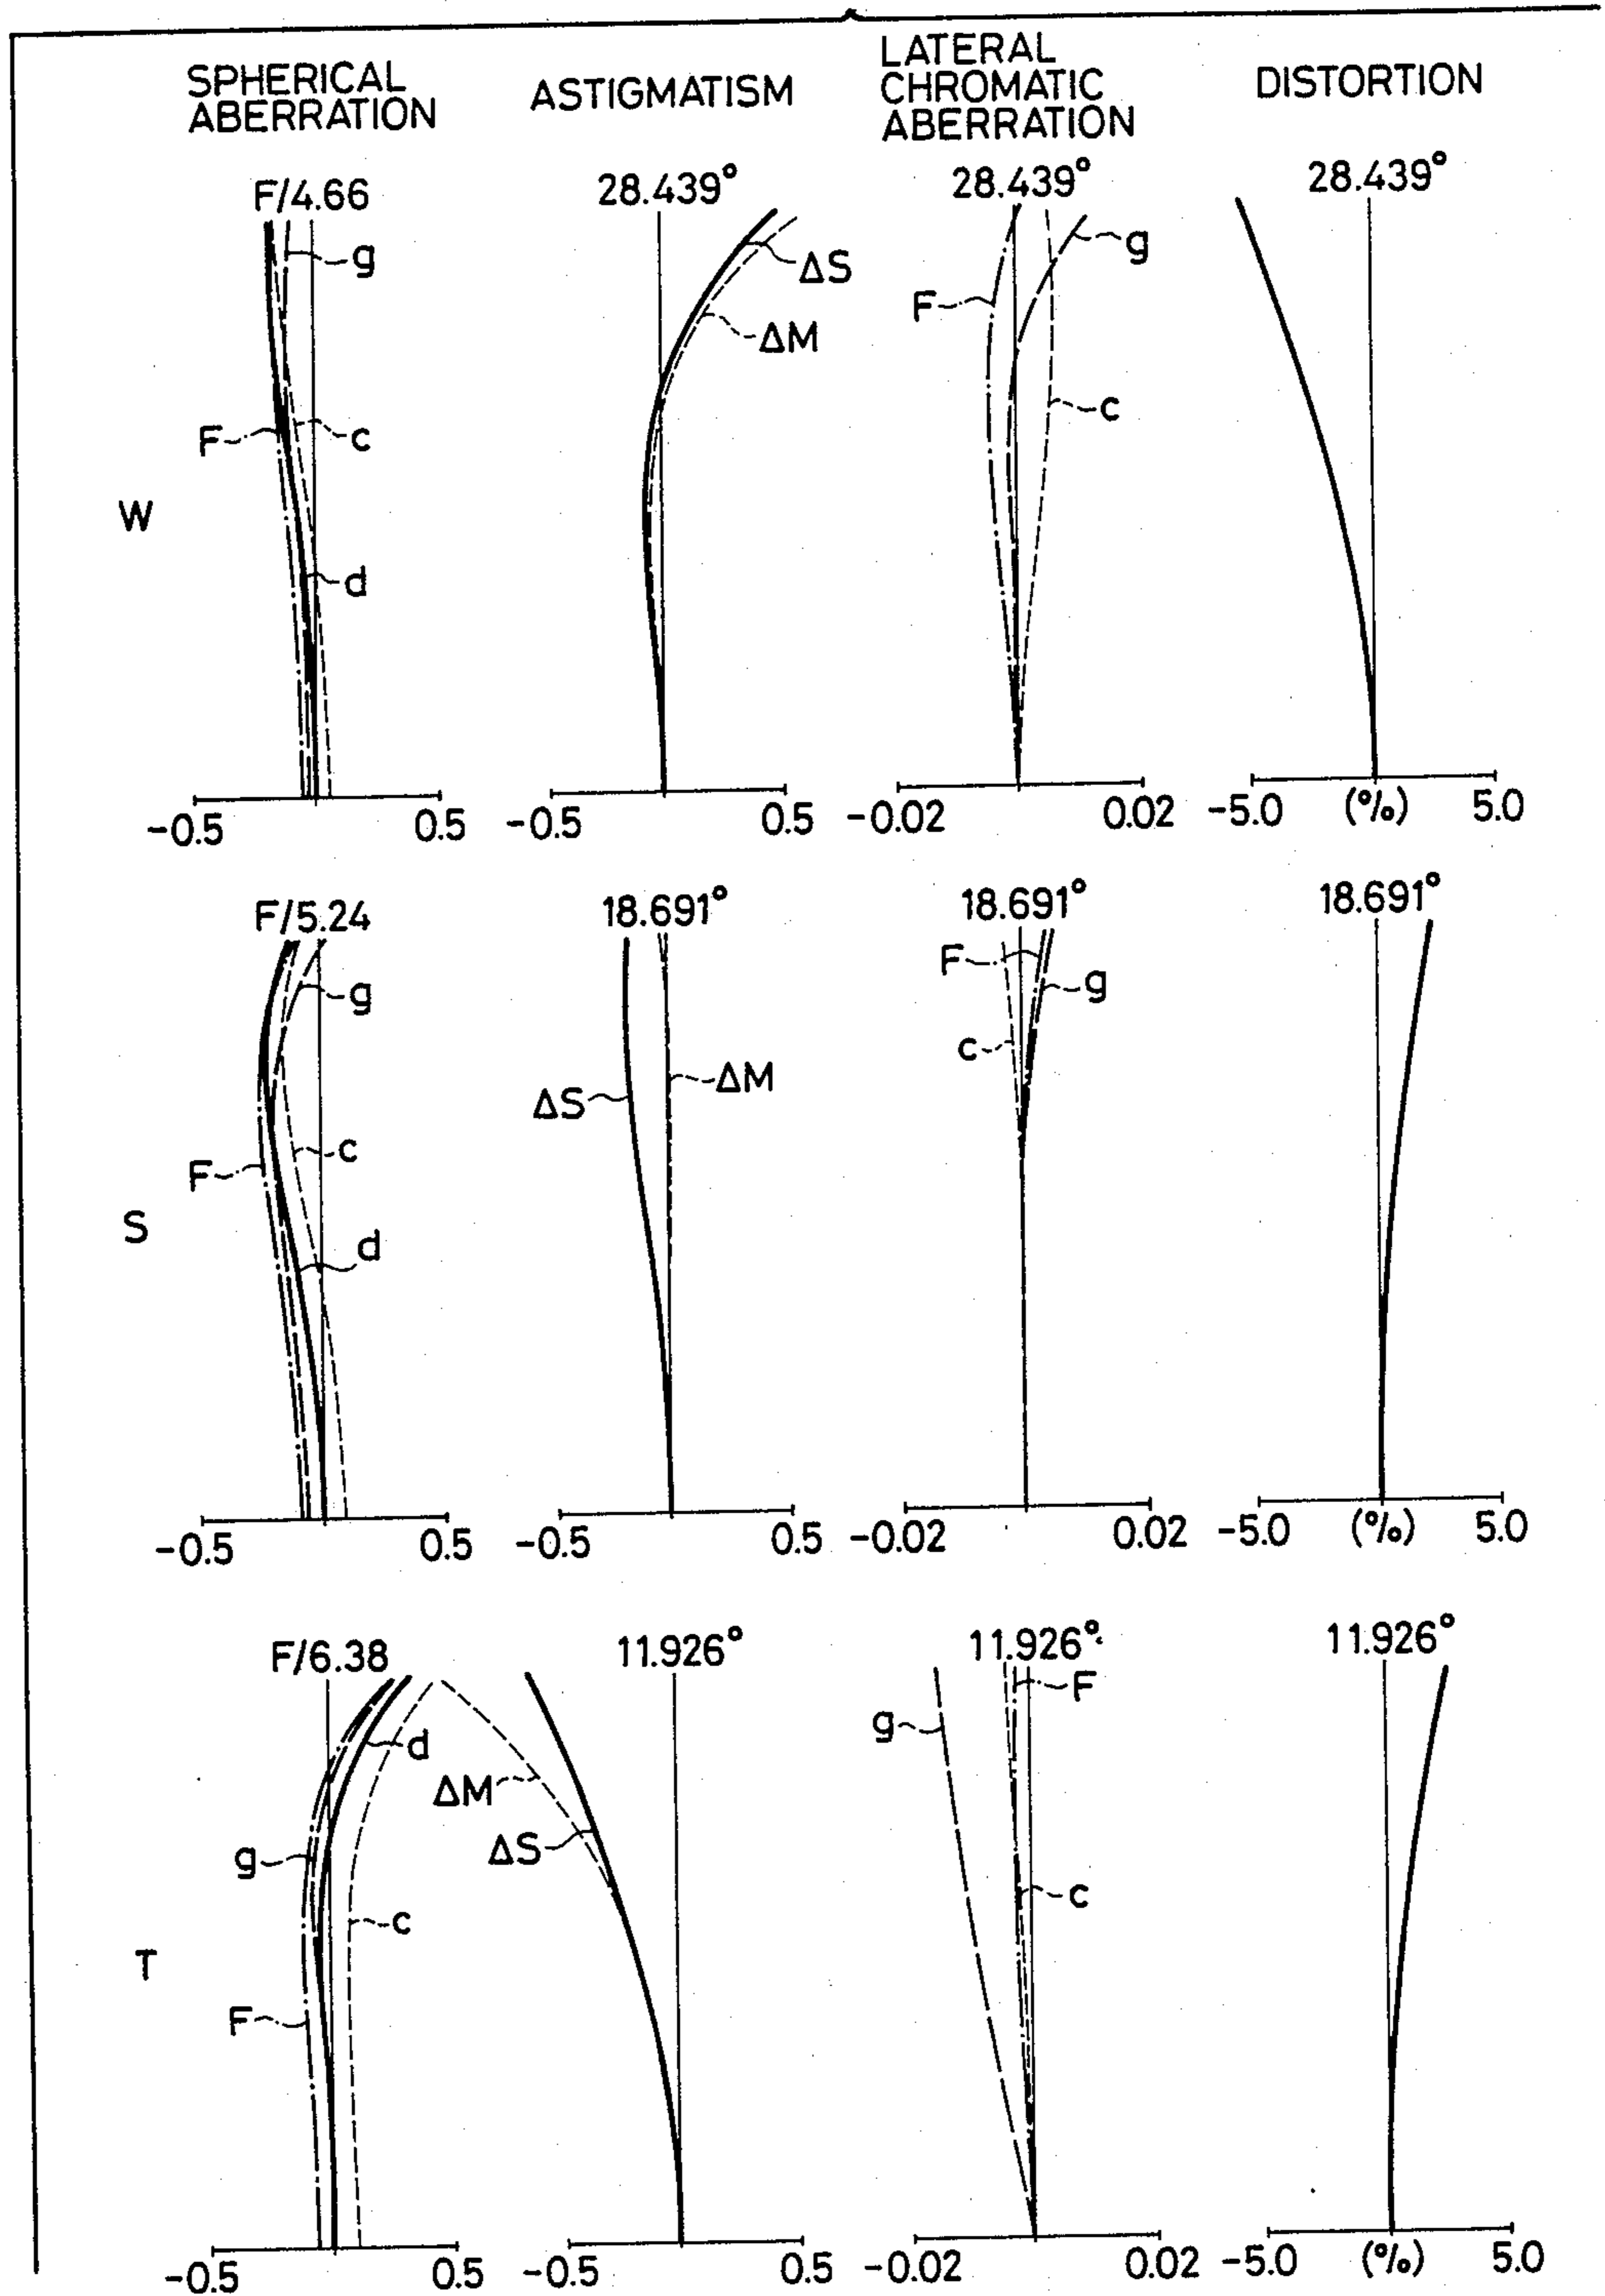 SPHERICAL
ABERRATION
ASTIGMATISM
LATERAL
CHROMATIC
ABERRATION
DISTORTION
F/4.66
28.439°
28.439°
28.439°
g
F
c
d
ΔS
ΔM
F
g
c
W
-0.5 0.5
-0.5 0.5
-0.02 0.02
-5.0 (%) 5.0
F/5.24
18.691°
18.691°
18.691°
g
c
F
d
ΔS
ΔM
F
g
c
S
-0.5 0.5
-0.5 0.5
-0.02 0.02
-5.0 (%) 5.0
F/6.38
11.926°
11.926°
11.926°
d
g
c
F
ΔM
ΔS
F
g
c
T
-0.5 0.5
-0.5 0.5
-0.02 0.02
-5.0 (%) 5.0